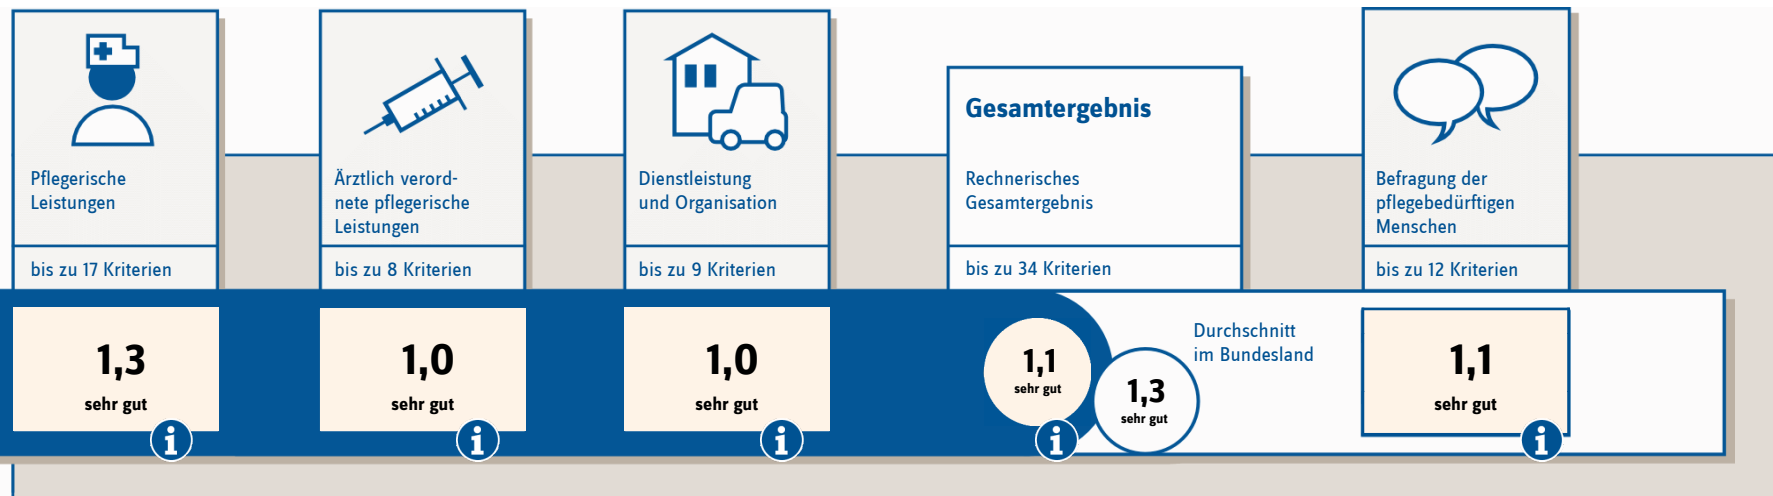 Pflegerische
Leistungen
bis zu 17 Kriterien
1,3
sehr gut
Ärztlich verord-
nete pflegerische
Leistungen
bis zu 8 Kriterien
1,0
sehr gut
Dienstleistung
und Organisation
bis zu 9 Kriterien
1,0
sehr gut
Gesamtergebnis
Rechnerisches
Gesamtergebnis
bis zu 34 Kriterien
1,1
sehr gut
1,3
sehr gut
Durchschnitt
im Bundesland
Befragung der
pflegebedürftigen
Menschen
bis zu 12 Kriterien
1,1
sehr gut